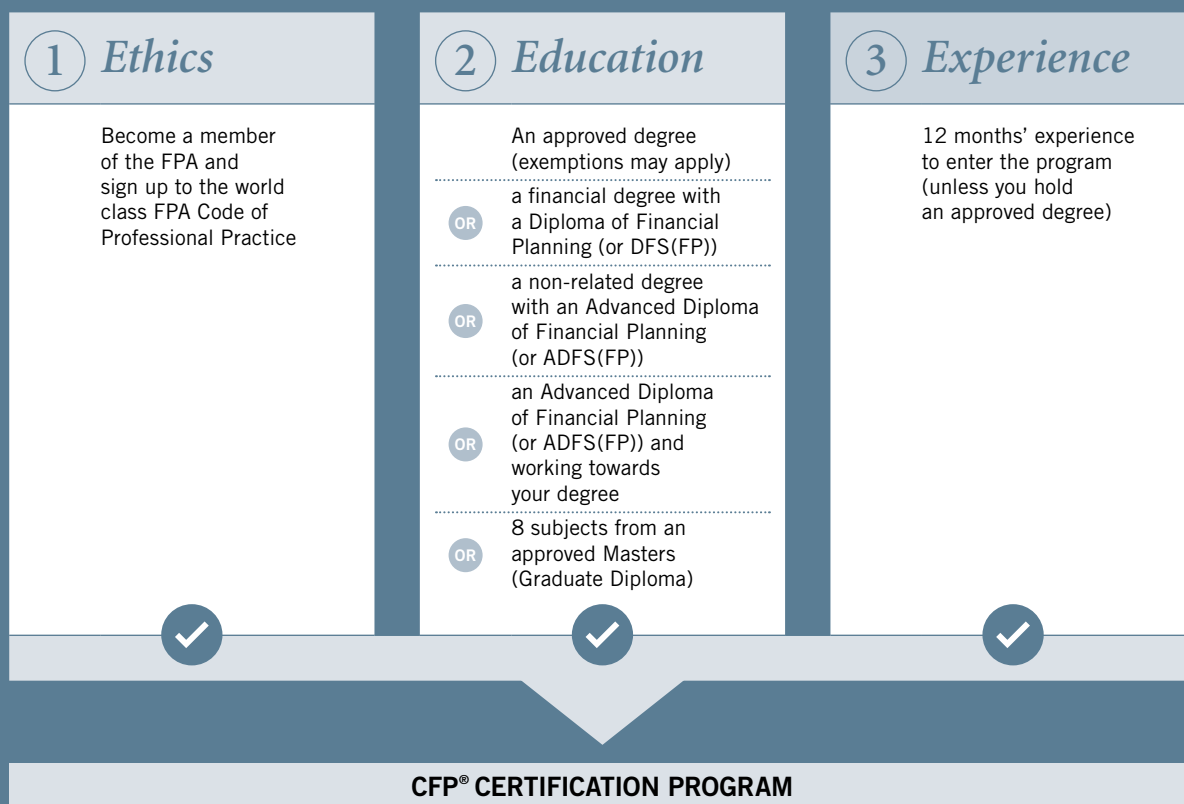 1 Ethics
Become a member
of the FPA and
sign up to the world
class FPA Code of
Professional Practice
2 Education
An approved degree
(exemptions may apply)
OR
a financial degree with
a Diploma of Financial
Planning (or DFS(FP))
OR
a non-related degree
with an Advanced Diploma
of Financial Planning
(or ADFS(FP))
OR
an Advanced Diploma
of Financial Planning
(or ADFS(FP)) and
working towards
your degree
OR
8 subjects from an
approved Masters
(Graduate Diploma)
3 Experience
12 months’ experience
to enter the program
(unless you hold
an approved degree)
CFP® CERTIFICATION PROGRAM